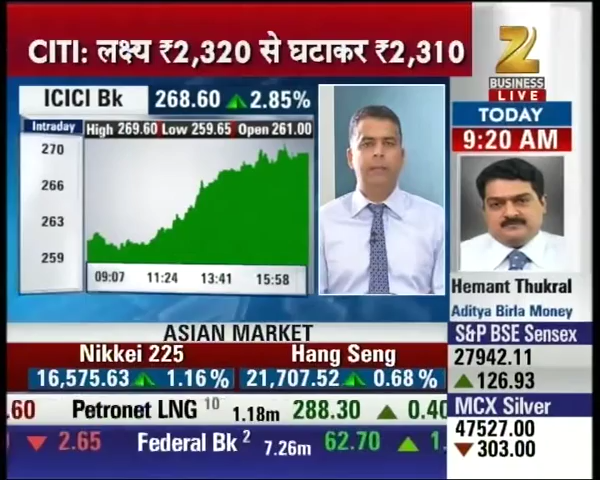 CITI: लक्ष्य ₹2,320 से घटाकर ₹2,310
Z
BUSINESS
LIVE
ICICI Bk 268.60 2.85%
Intraday High 269.60 Low 259.65 Open 261.00
270
266
263
259
09:07 11:24 13:41 15:58
TODAY
9:20 AM
Hemant Thukral
Aditya Birla Money
ASIAN MARKET
Nikkei 225 Hang Seng
16,575.63 1.16% 21,707.52 0.68%
S&P BSE Sensex
27942.11
126.93
MCX Silver
47527.00
303.00
.60 Petronet LNG 10 1.18m 288.30 0.40
2.65 Federal Bk 2 7.26m 62.70 1.